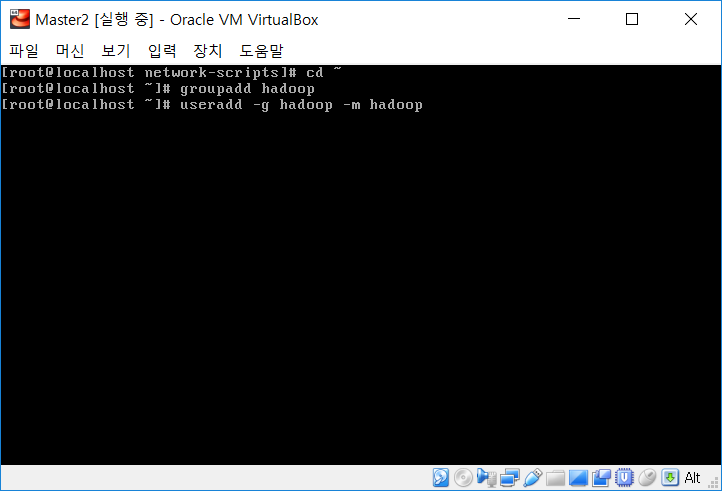 Master2 [실행 중] - Oracle VM VirtualBox
파일 머신 보기 입력 장치 도움말
[root@localhost network-scripts]# cd ~
[root@localhost ~]# groupadd hadoop
[root@localhost ~]# useradd -g hadoop -m hadoop
Alt